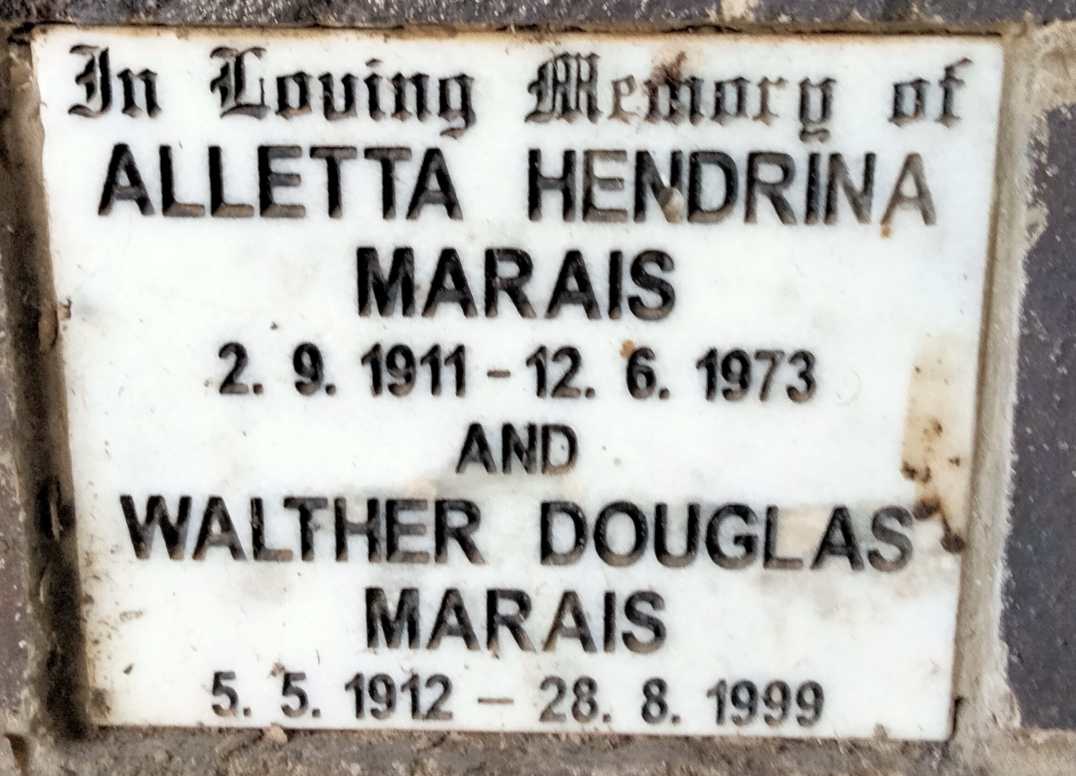 In Loving Memory of
ALLETTA HENDRINA
MARAIS
2. 9. 1911 - 12. 6. 1973
AND
WALTHER DOUGLAS
MARAIS
5. 5. 1912 - 28. 8. 1999